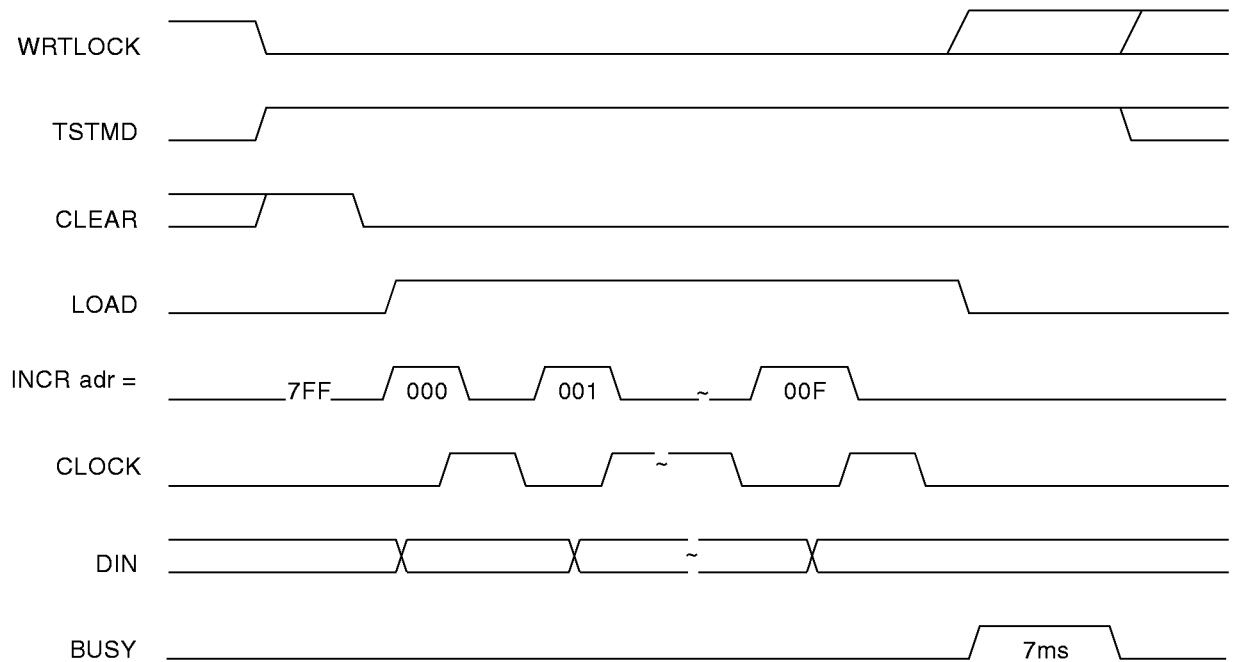 WRTLOCK
TSTMD
CLEAR
LOAD
INCR adr = 7FF 000 001 ~ 00F
CLOCK ~
DIN ~
BUSY 7ms